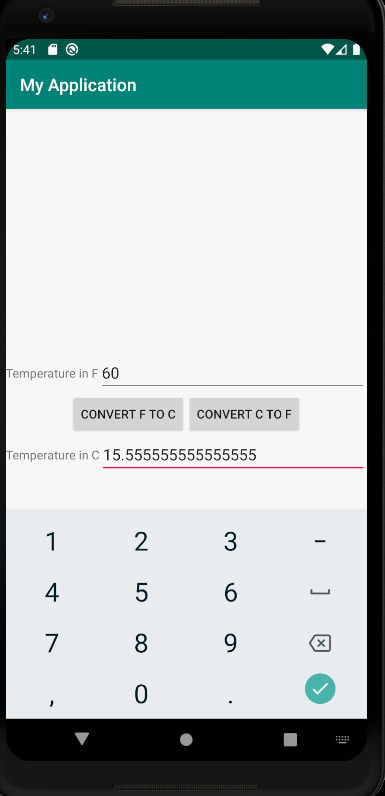 5:41
My Application
Temperature in F 60
CONVERT F TO C CONVERT C TO F
Temperature in C 15.555555555555555
1 2 3 –
4 5 6
7 8 9
, 0 .